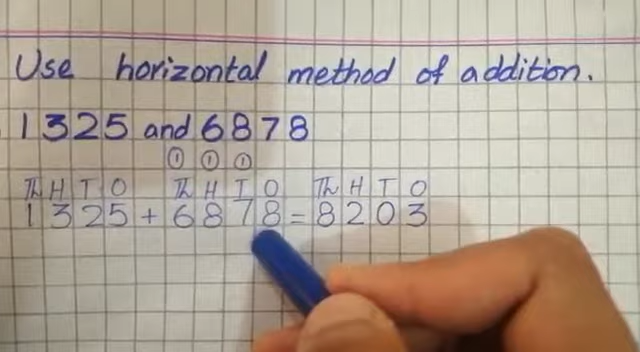 Use horizontal method of addition.
1325 and 6878
① ① ①
Th H T O Th H T O Th H T O
1325 + 6878 = 8203